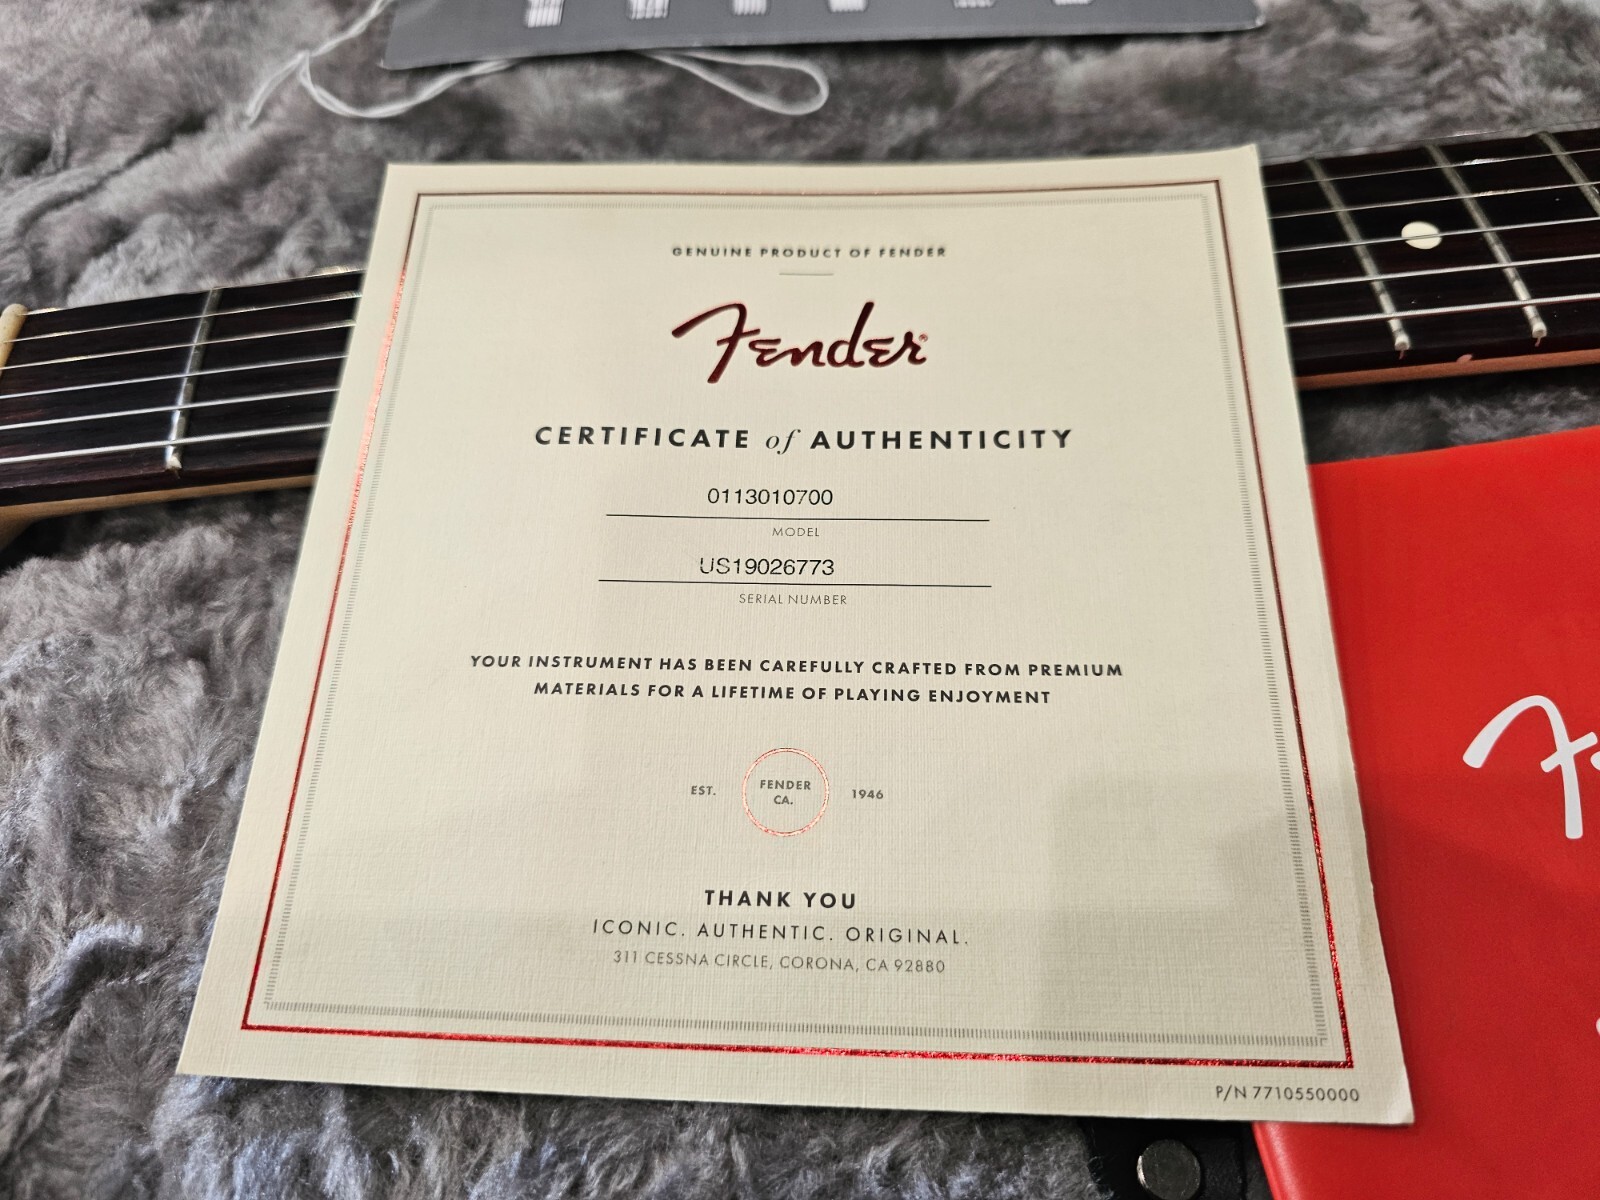 GENUINE PRODUCT OF FENDER
Fender®
CERTIFICATE of AUTHENTICITY
0113010700
MODEL
US19026773
SERIAL NUMBER
YOUR INSTRUMENT HAS BEEN CAREFULLY CRAFTED FROM PREMIUM
MATERIALS FOR A LIFETIME OF PLAYING ENJOYMENT
EST. FENDER CA. 1946
THANK YOU
ICONIC. AUTHENTIC. ORIGINAL.
311 CESSNA CIRCLE, CORONA, CA 92880
P/N 7710550000